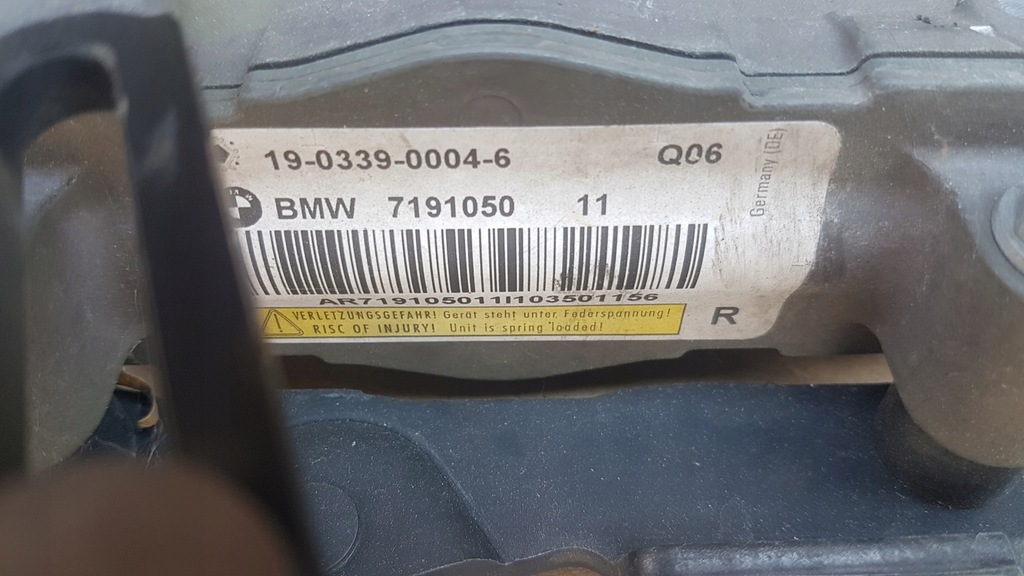 19-0339-0004-6 Q06
BMW 7191050 11
AR7191050111103501156
VERLETZUNGSGEFAHR! Gerät steht unter Federspannung!
RISC OF INJURY! Unit is spring loaded!
R
Germany (DE)